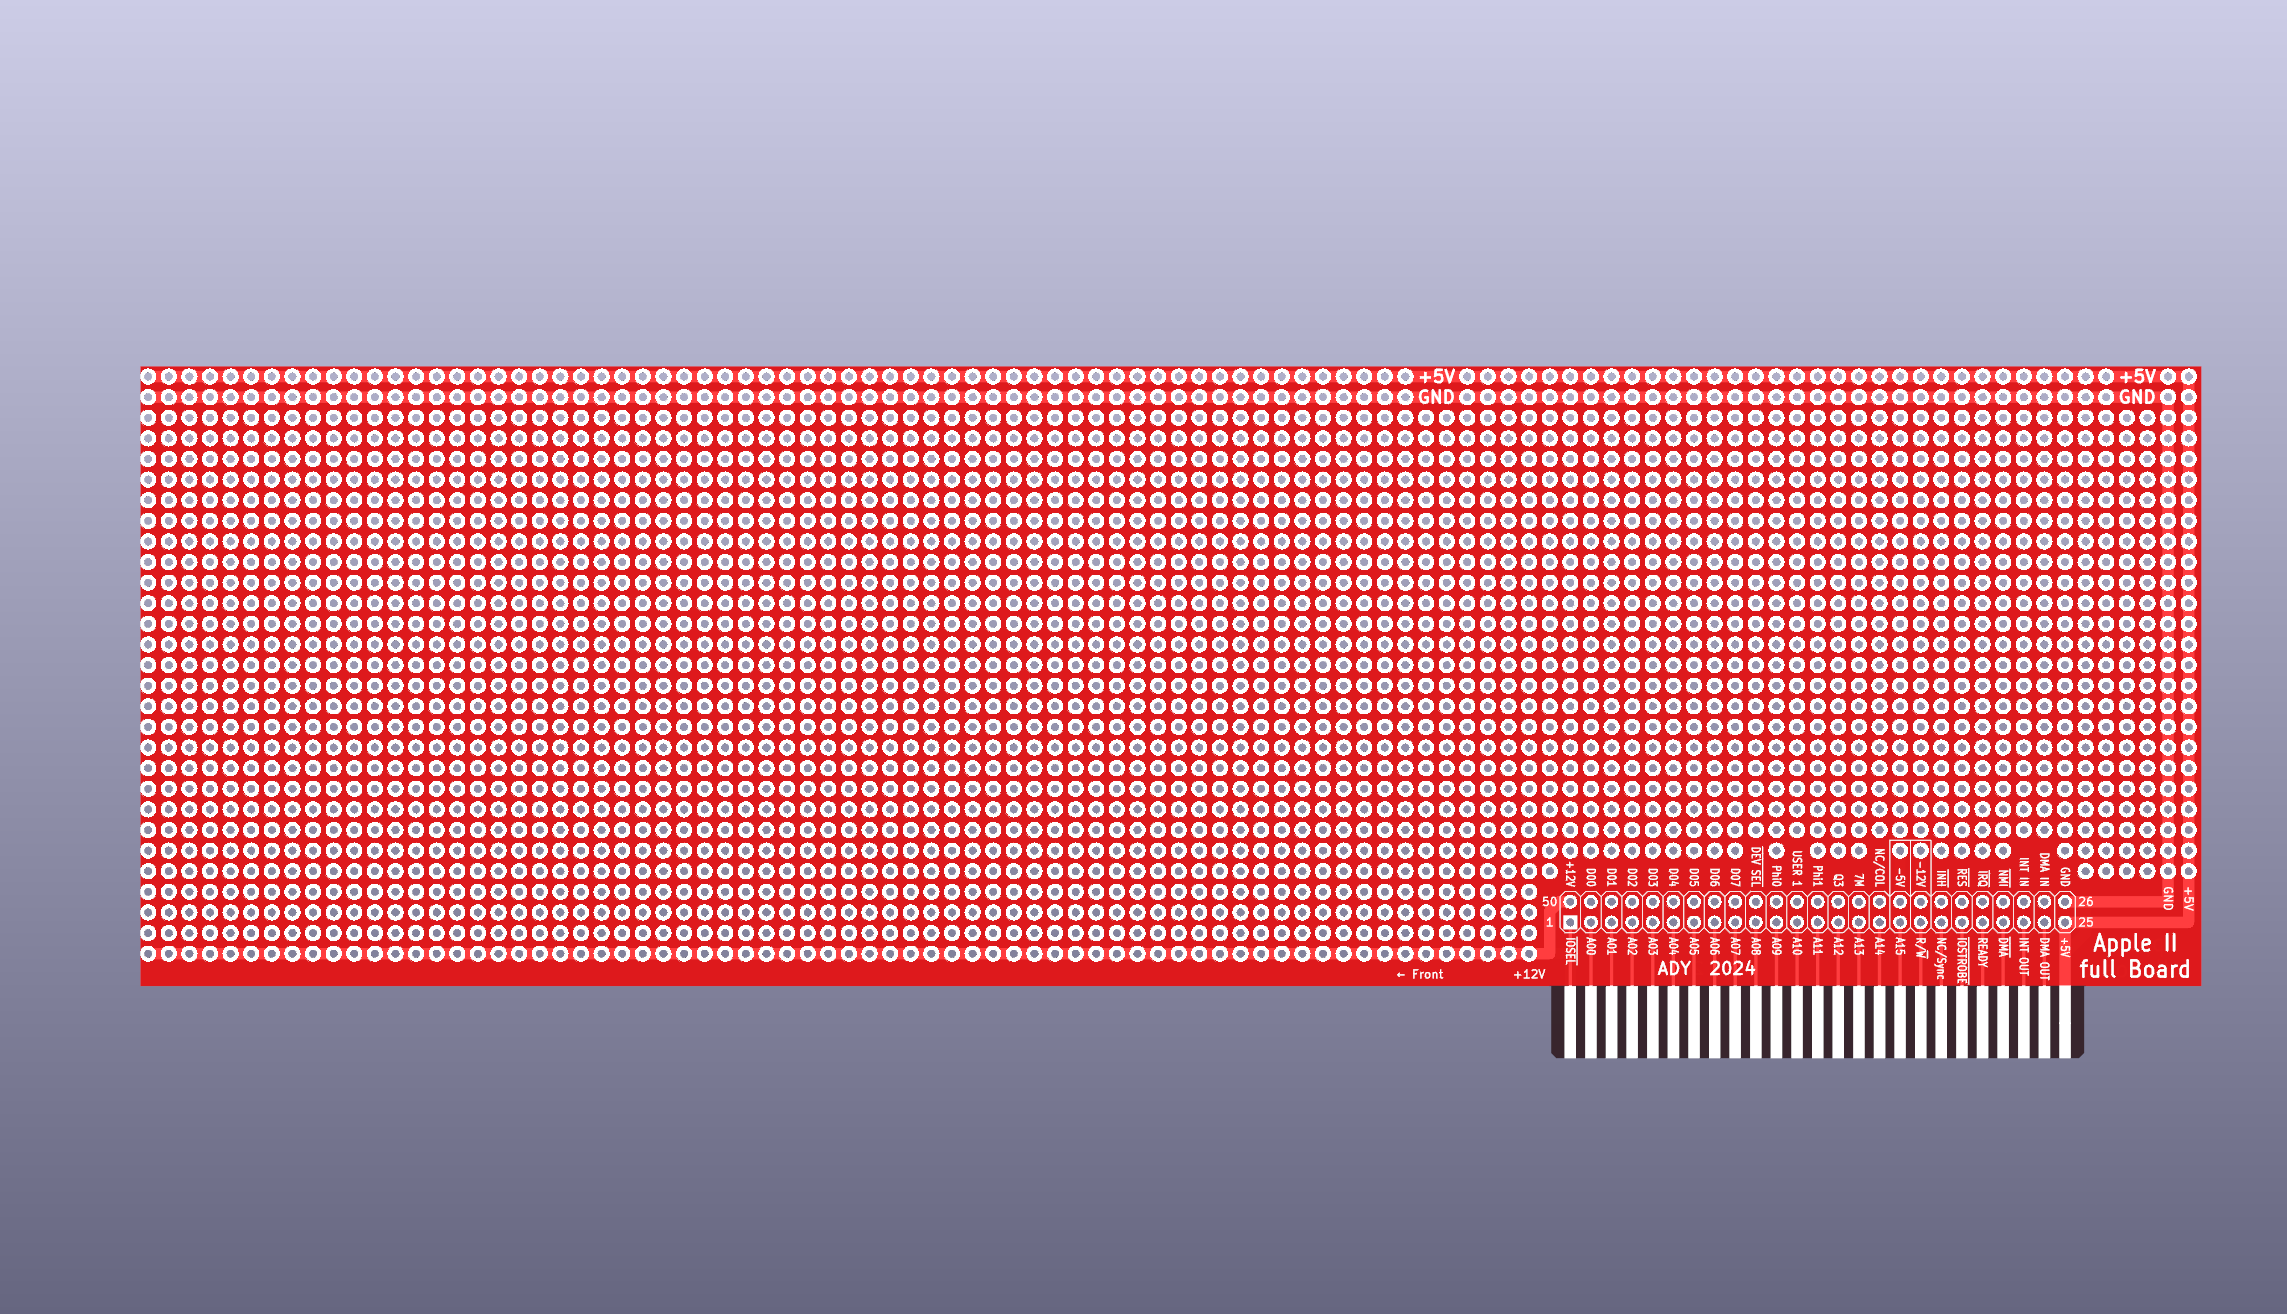 +5V +5V
GND GND
+12V D00 D01 D02 D03 D04 D05 D06 D07 DEV SEL Phi0 USER 1 Phi1 Q3 7M NC/COL -5V -12V INH RES IRQ NMI INT IN DMA IN GND
GND +5V
50 26
1 25
IOSEL A00 A01 A02 A03 A04 A05 A06 A07 A08 A09 A10 A11 A12 A13 A14 A15 R/W NC/Sync IOSTROBE READY DMA INT OUT DMA OUT +5V
Apple II
full Board
ADY 2024
← Front +12V